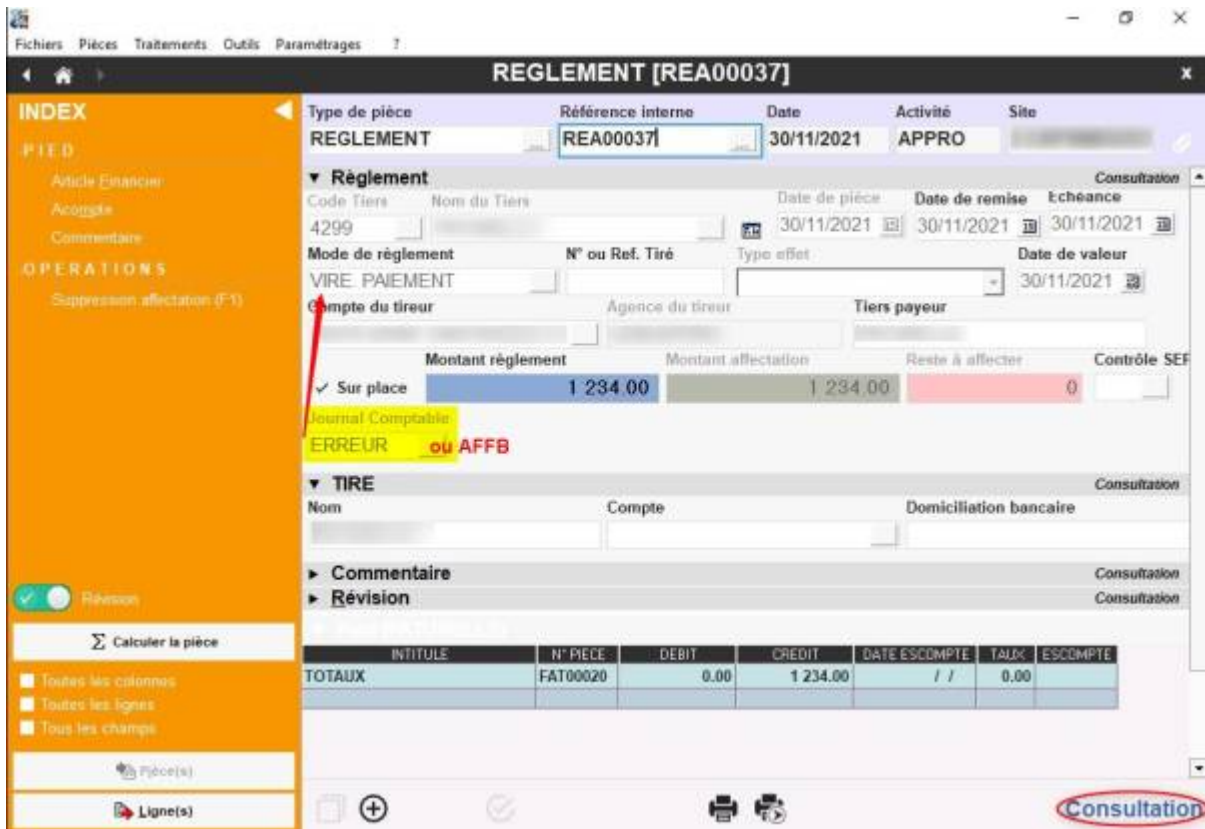 Fichiers Pièces Traitements Outils Paramétrages ?
REGLEMENT [REA00037] x
INDEX
PIED
Article Financier
Acompte
Commentaire
OPERATIONS
Suppression affectation (F1)
Révision
Σ Calculer la pièce
Toutes les colonnes
Toutes les lignes
Tous les champs
Pièce(s)
Ligne(s)
Type de pièce Référence interne Date Activité Site
REGLEMENT ... REA00037 ... 30/11/2021 APPRO
Règlement Consultation
Code Tiers Nom du Tiers Date de pièce Date de remise Echéance
4299 30/11/2021 30/11/2021 30/11/2021
Mode de règlement N° ou Ref. Tiré Type effet Date de valeur
VIRE. PAIEMENT 30/11/2021
Compte du tireur Agence du tireur Tiers payeur
Montant règlement Montant affectation Reste à affecter Contrôle SEP
Sur place 1 234.00 1 234.00 0
Journal Comptable
ERREUR ou AFFB
TIRE Consultation
Nom Compte Domiciliation bancaire
Commentaire Consultation
Révision Consultation
INTITULE N° PIECE DEBIT CREDIT DATE ESCOMPTE TAUX ESCOMPTE
TOTAUX FAT00020 0.00 1 234.00 / / 0.00
Consultation